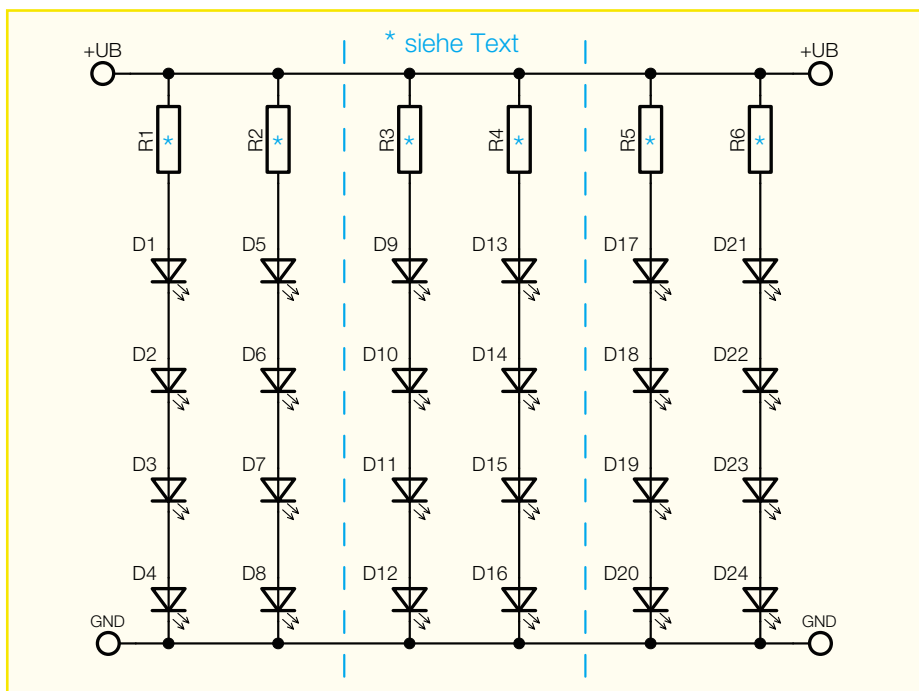 * siehe Text
+UB +UB
R1 * R2 * R3 * R4 * R5 * R6 *
D1 D5 D9 D13 D17 D21
D2 D6 D10 D14 D18 D22
D3 D7 D11 D15 D19 D23
D4 D8 D12 D16 D20 D24
GND GND